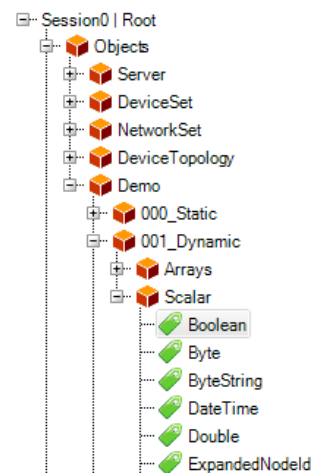 Session0 | Root
Objects
Server
DeviceSet
NetworkSet
DeviceTopology
Demo
000_Static
001_Dynamic
Arrays
Scalar
Boolean
Byte
ByteString
DateTime
Double
ExpandedNodeId